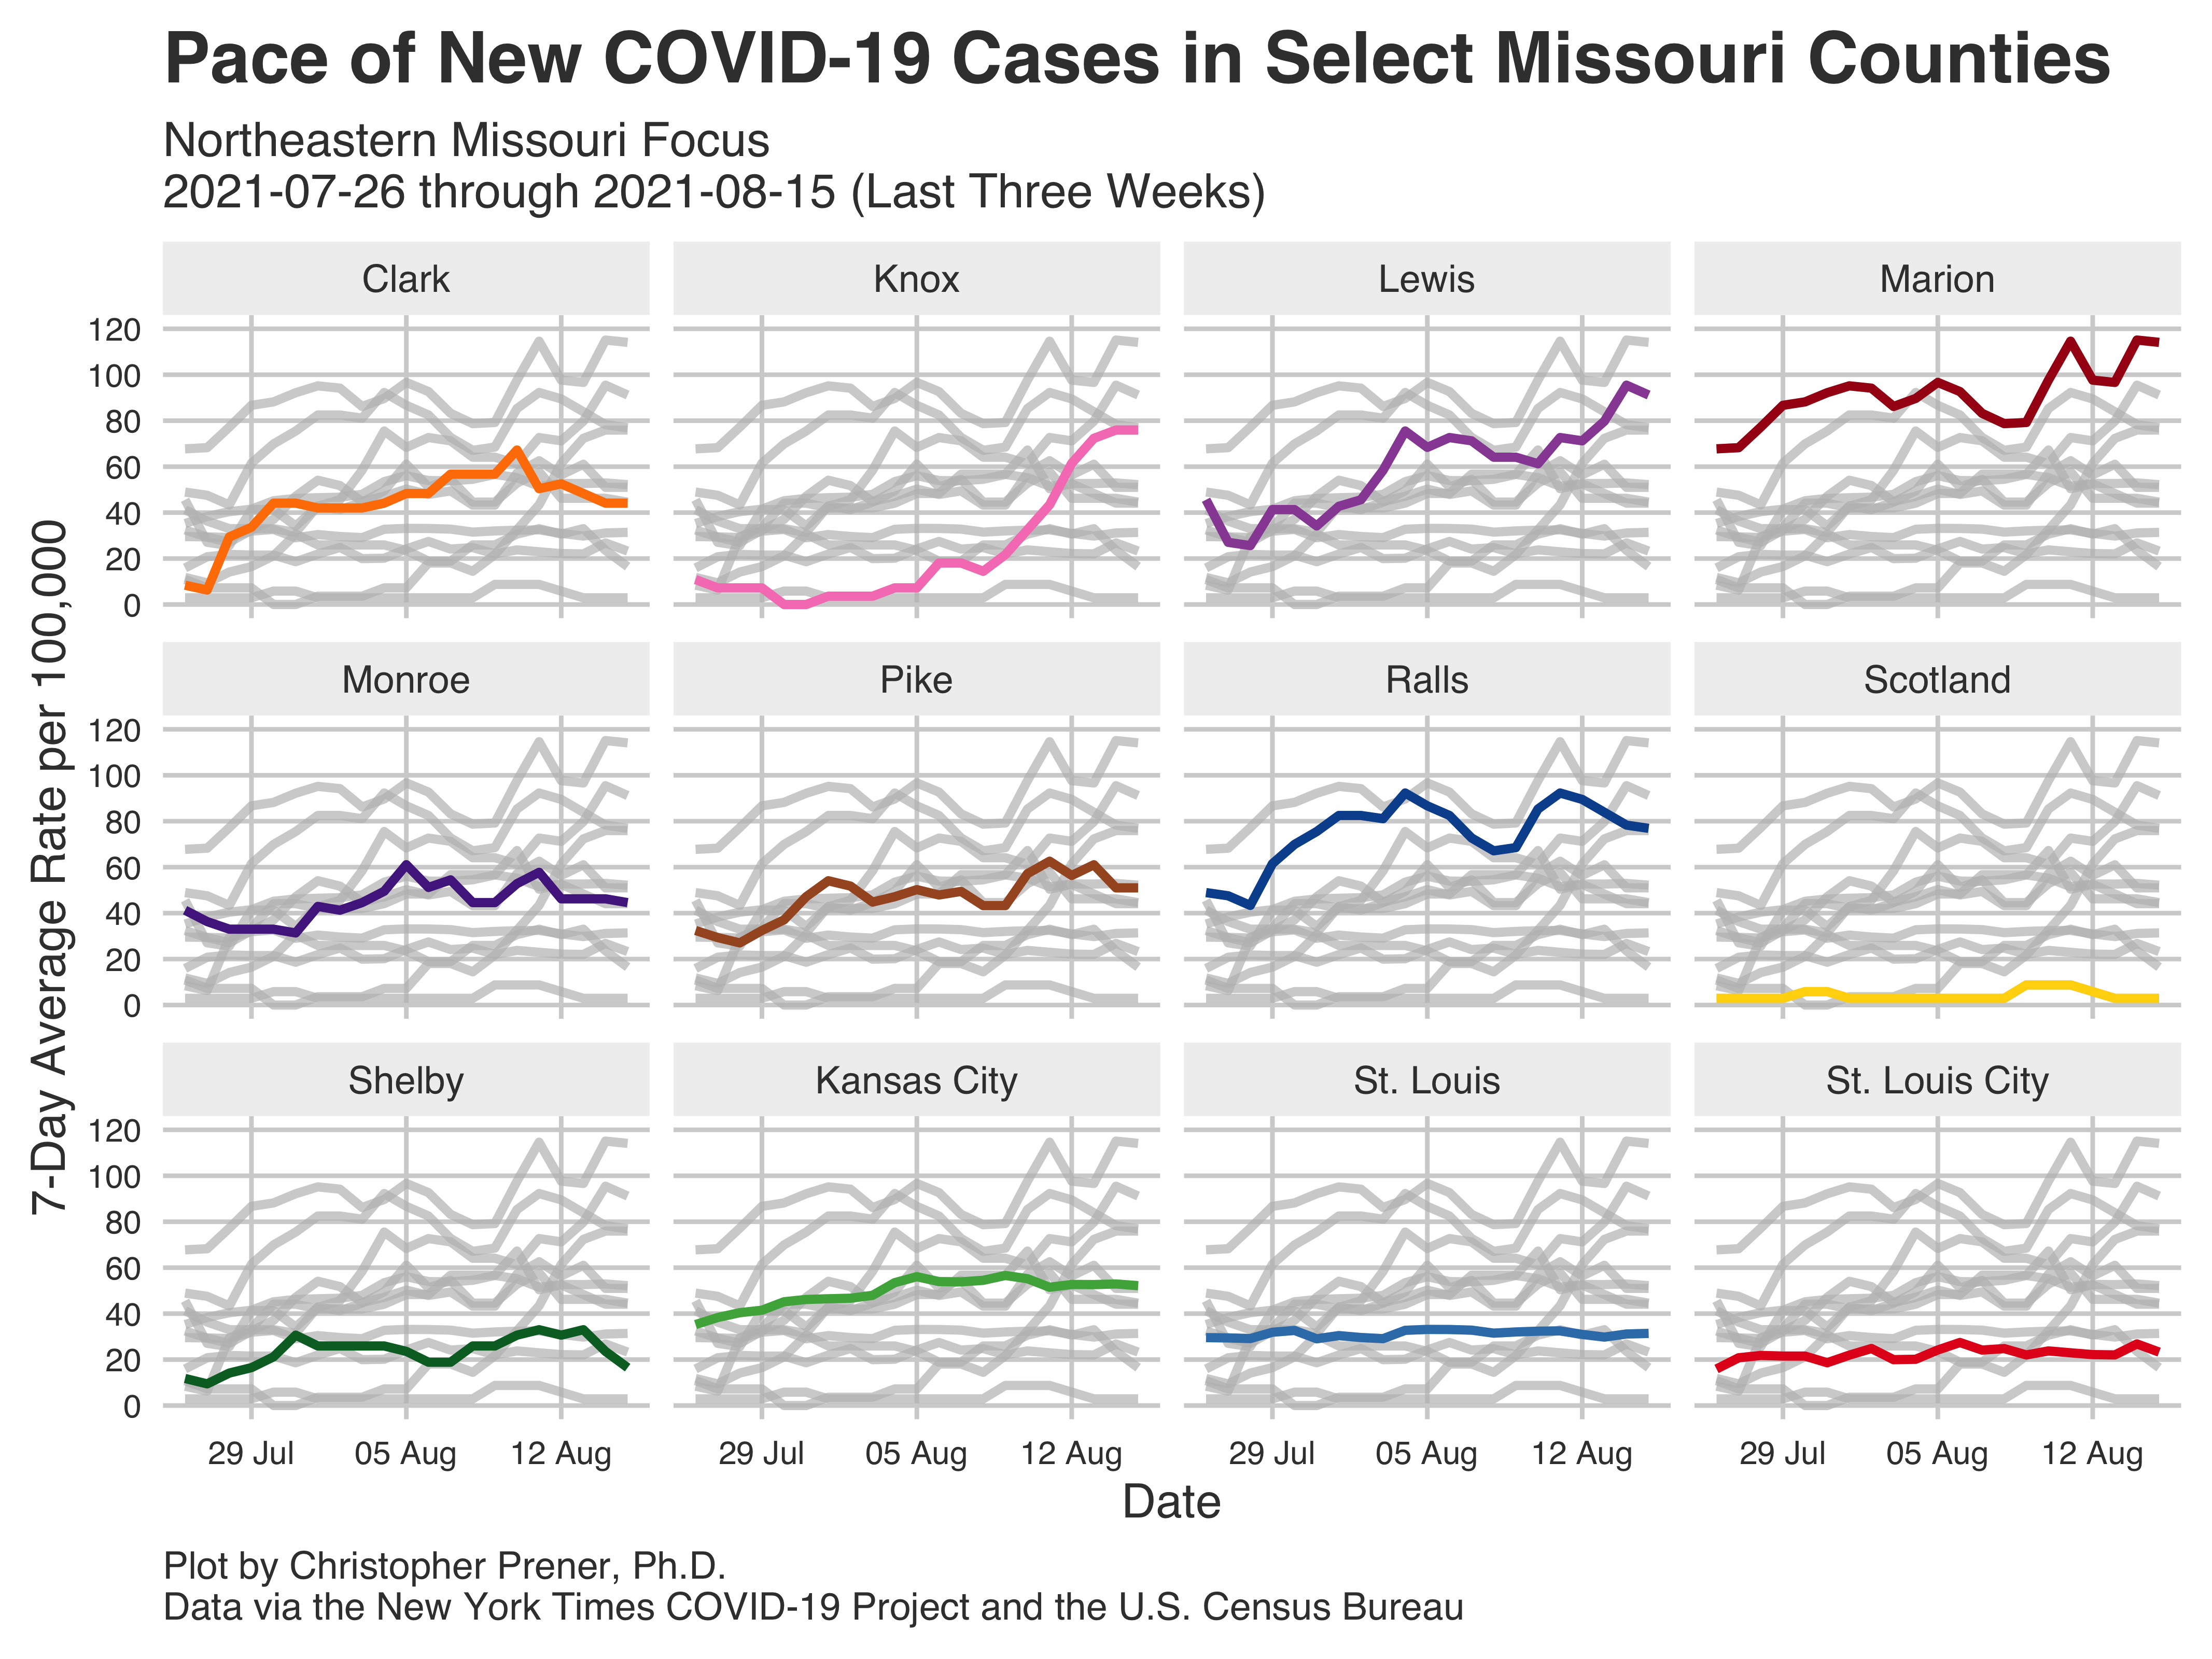 Pace of New COVID-19 Cases in Select Missouri Counties
Northeastern Missouri Focus
2021-07-26 through 2021-08-15 (Last Three Weeks)
7-Day Average Rate per 100,000
Clark
Knox
Lewis
Marion
120
100
80
60
40
20
0
Monroe
Pike
Ralls
Scotland
120
100
80
60
40
20
0
Shelby
Kansas City
St. Louis
St. Louis City
120
100
80
60
40
20
0
29 Jul 05 Aug 12 Aug
29 Jul 05 Aug 12 Aug
29 Jul 05 Aug 12 Aug
29 Jul 05 Aug 12 Aug
Date
Plot by Christopher Prener, Ph.D.
Data via the New York Times COVID-19 Project and the U.S. Census Bureau